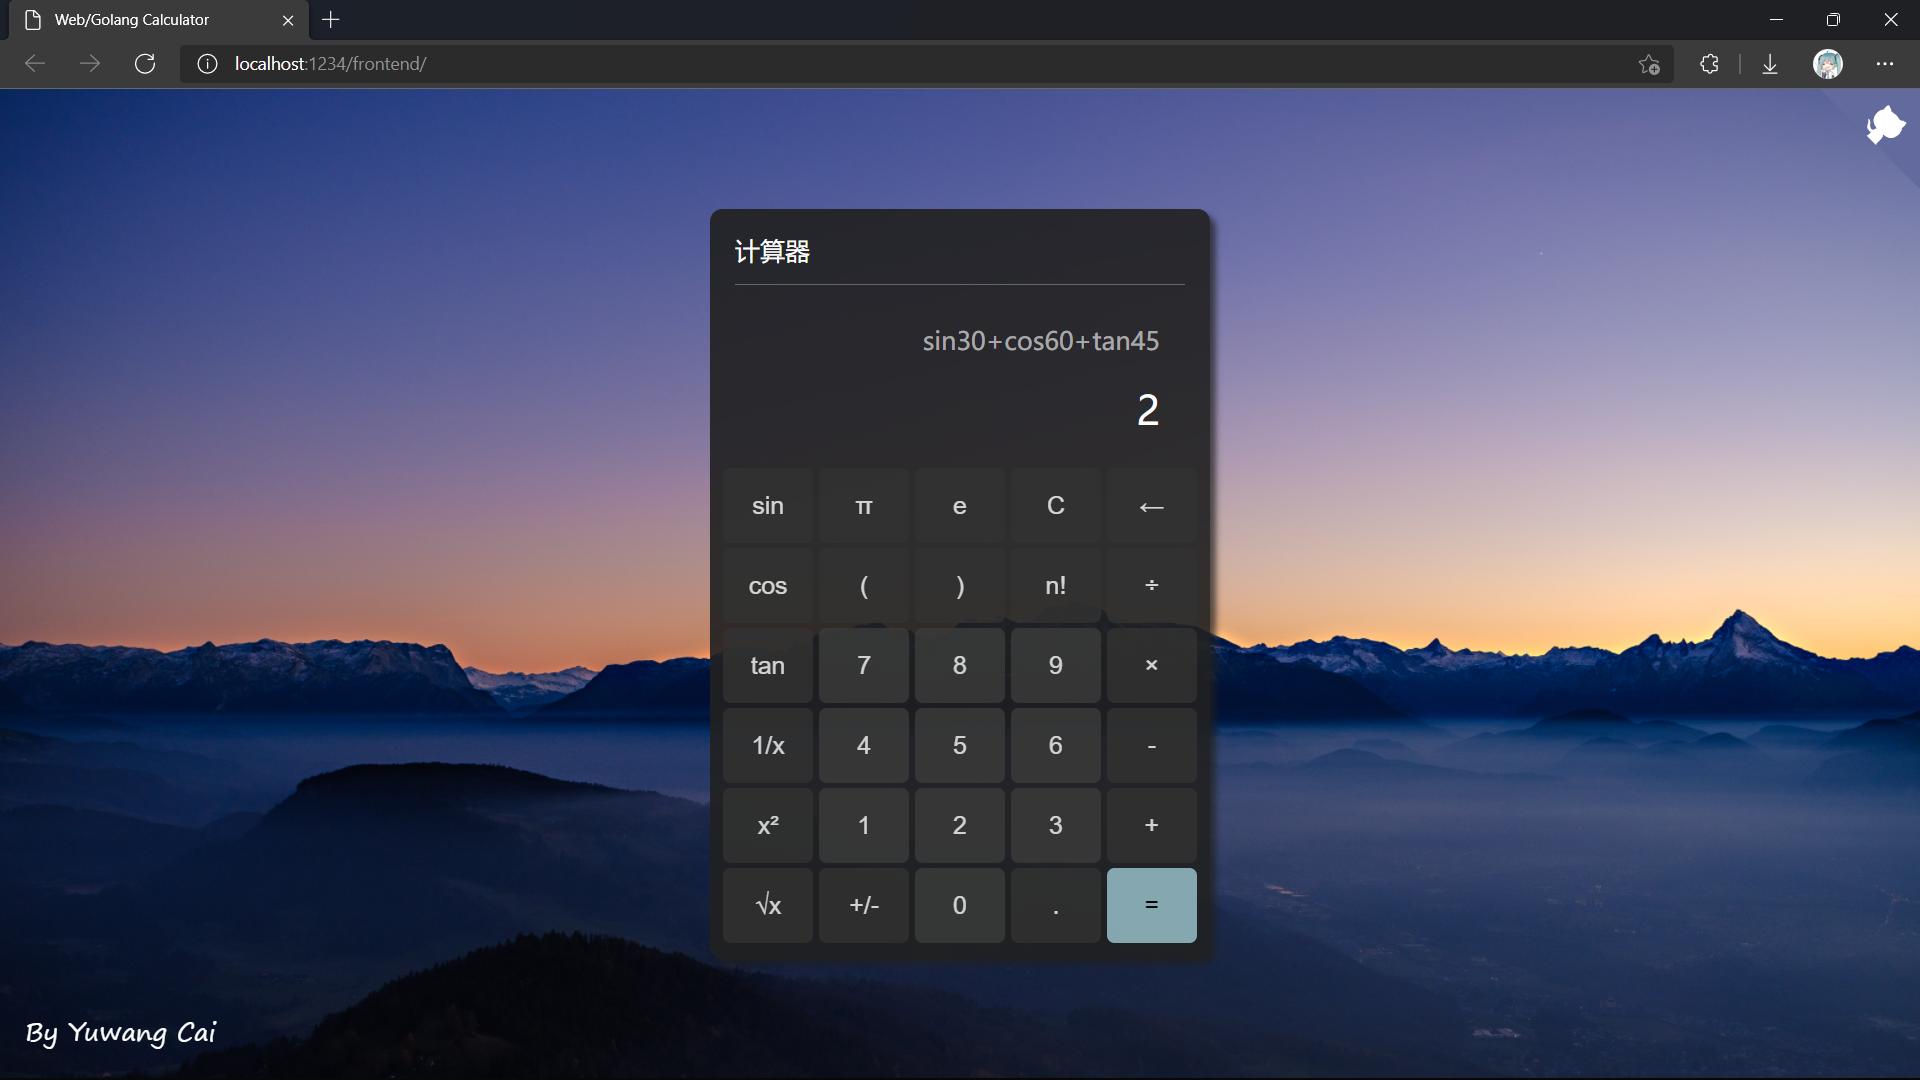 Web/Golang Calculator
localhost:1234/frontend/
计算器
sin30+cos60+tan45
2
sin π e C ←
cos ( ) n! ÷
tan 7 8 9 ×
1/x 4 5 6 -
x² 1 2 3 +
√x +/- 0 . =
By Yuwang Cai